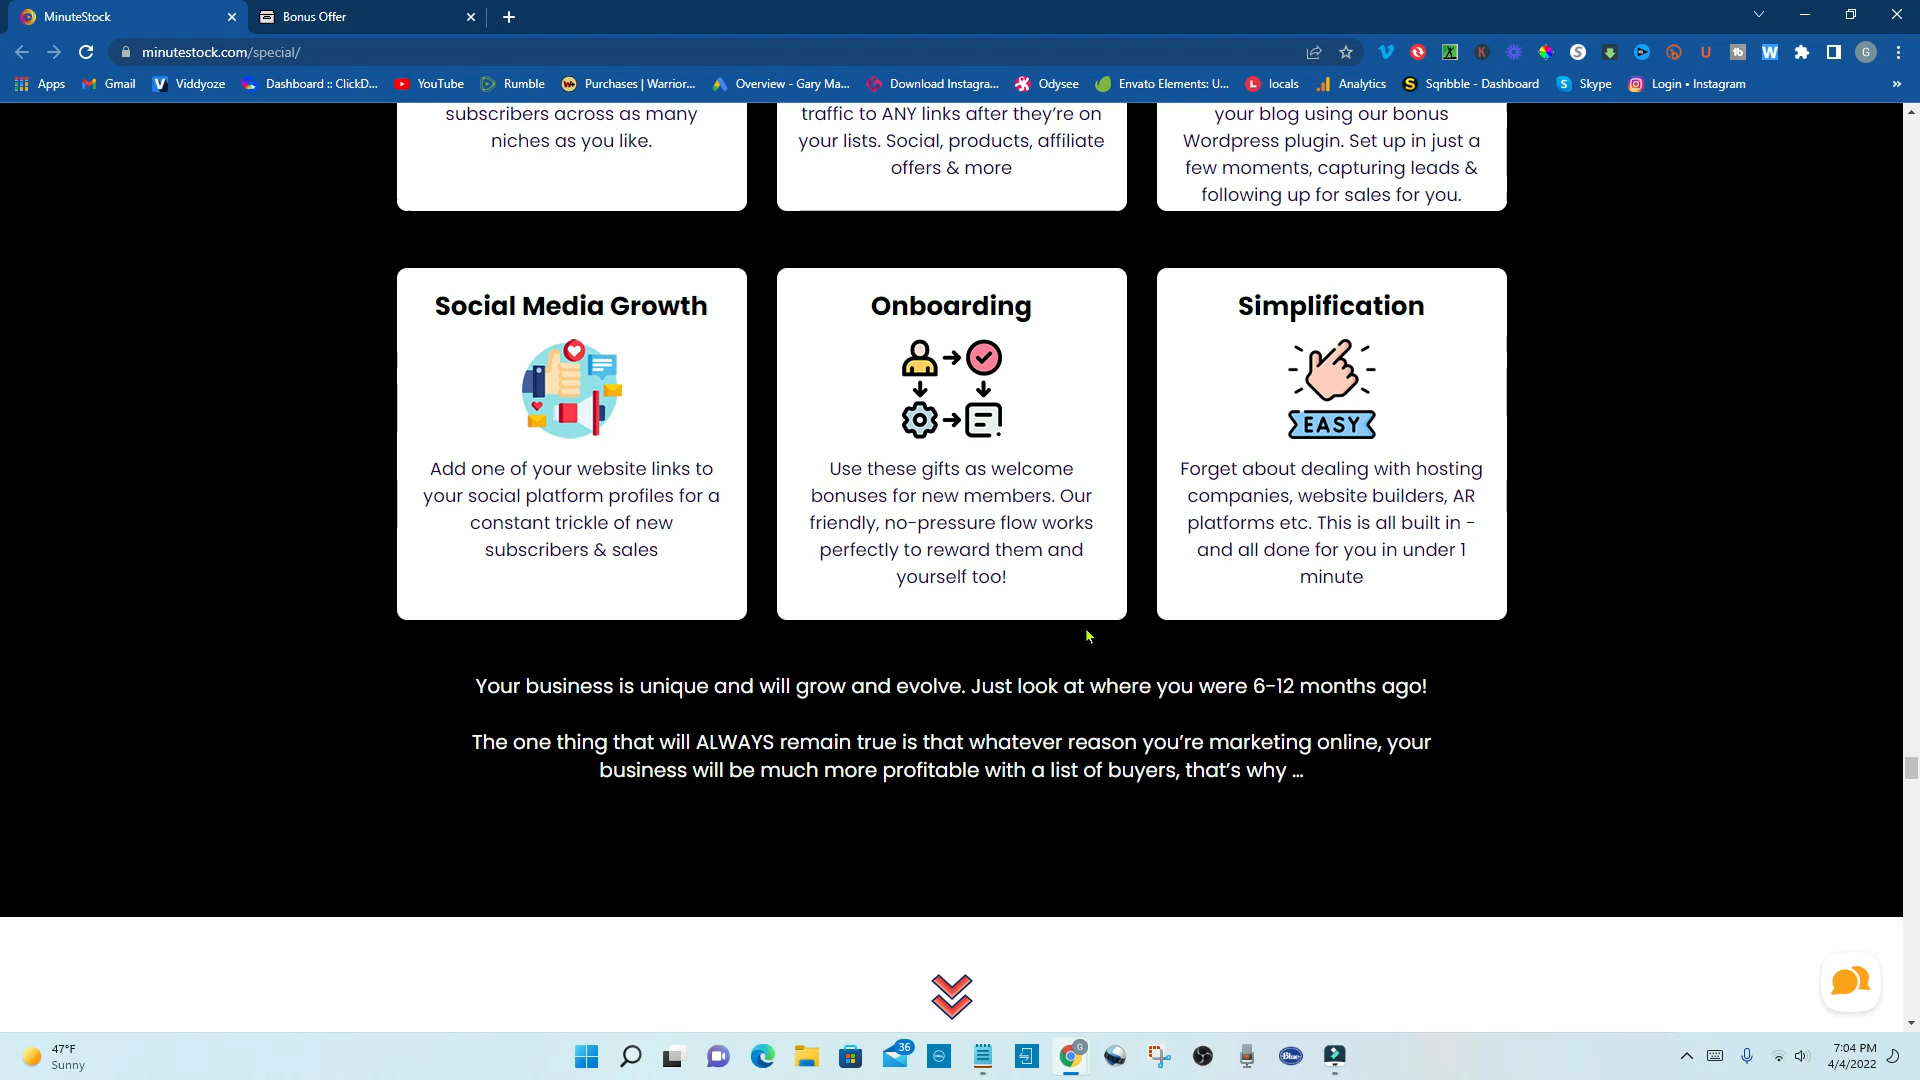 MinuteStock
Bonus Offer
minutestock.com/special/
Apps
Gmail
Viddyoze
Dashboard :: ClickD...
YouTube
Rumble
Purchases | Warrior...
Overview - Gary Ma...
Download Instagra...
Odysee
Envato Elements: U...
locals
Analytics
Sqribble - Dashboard
Skype
Login • Instagram
subscribers across as many
niches as you like.
traffic to ANY links after they're on
your lists. Social, products, affiliate
offers & more
your blog using our bonus
Wordpress plugin. Set up in just a
few moments, capturing leads &
following up for sales for you.
Social Media Growth
Add one of your website links to
your social platform profiles for a
constant trickle of new
subscribers & sales
Onboarding
Use these gifts as welcome
bonuses for new members. Our
friendly, no-pressure flow works
perfectly to reward them and
yourself too!
Simplification
EASY
Forget about dealing with hosting
companies, website builders, AR
platforms etc. This is all built in -
and all done for you in under 1
minute
Your business is unique and will grow and evolve. Just look at where you were 6-12 months ago!
The one thing that will ALWAYS remain true is that whatever reason you're marketing online, your
business will be much more profitable with a list of buyers, that's why ...
47°F
Sunny
36
7:04 PM
4/4/2022